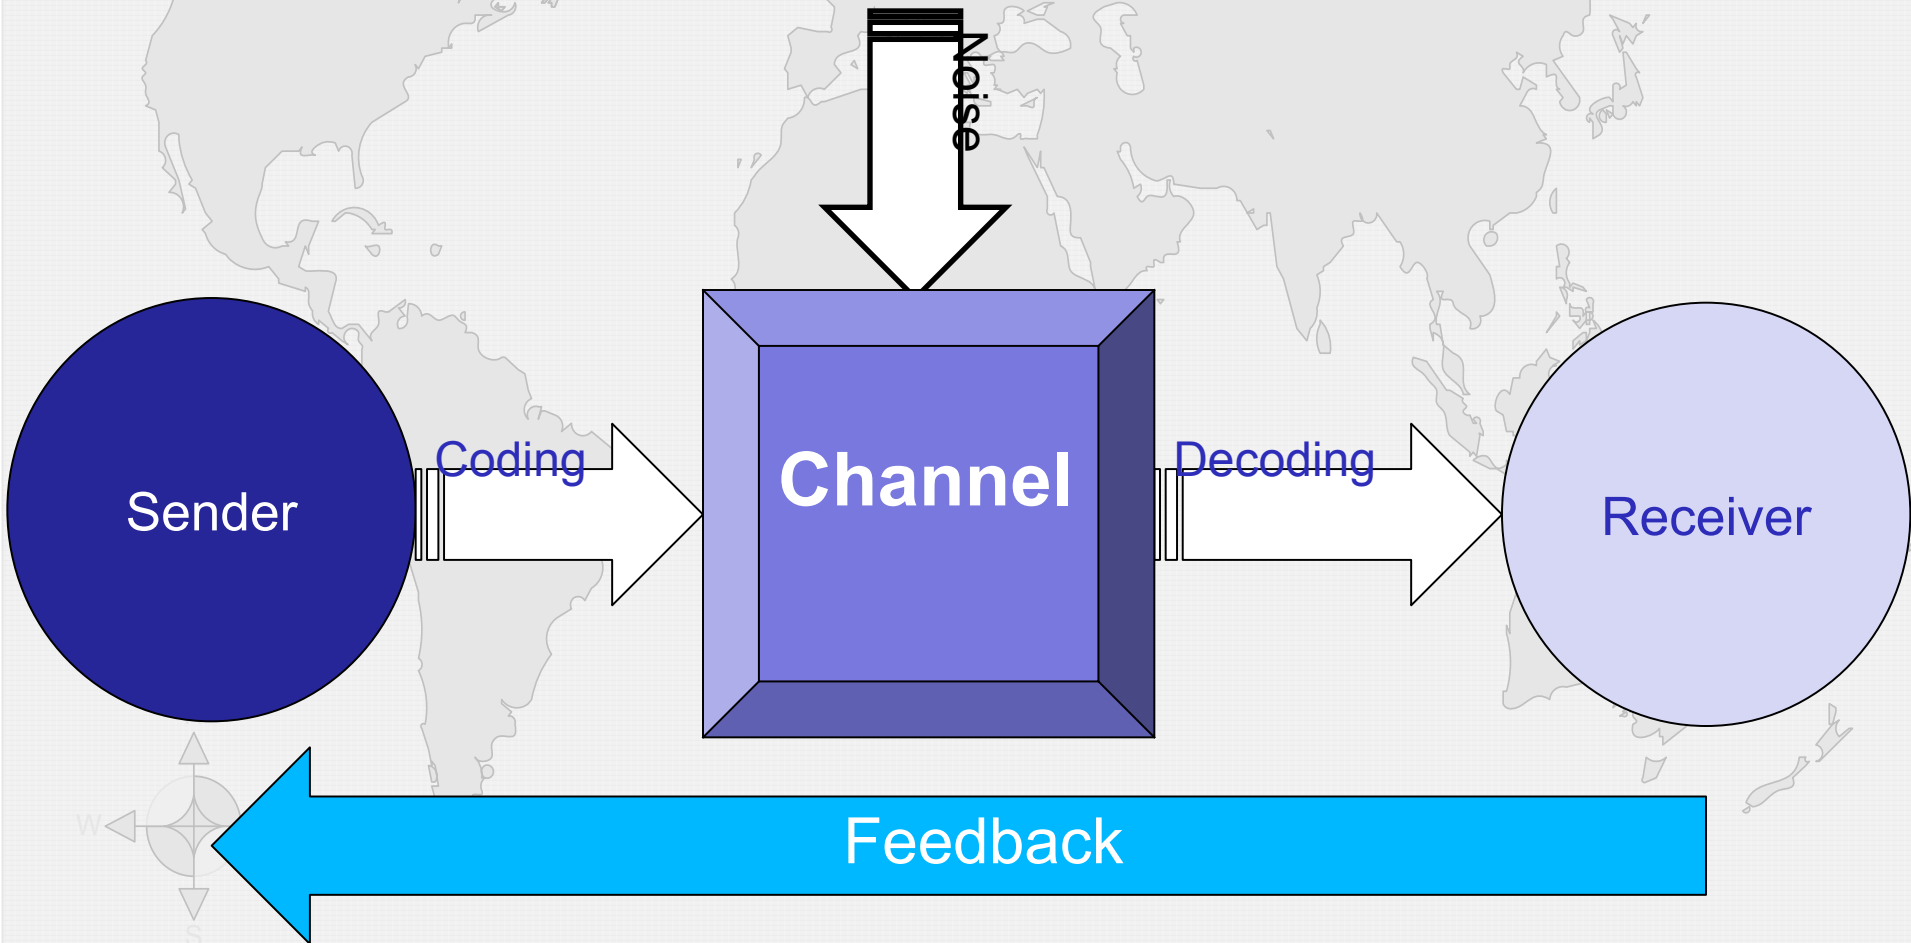 Noise
Sender
Coding
Channel
Decoding
Receiver
Feedback
W
S